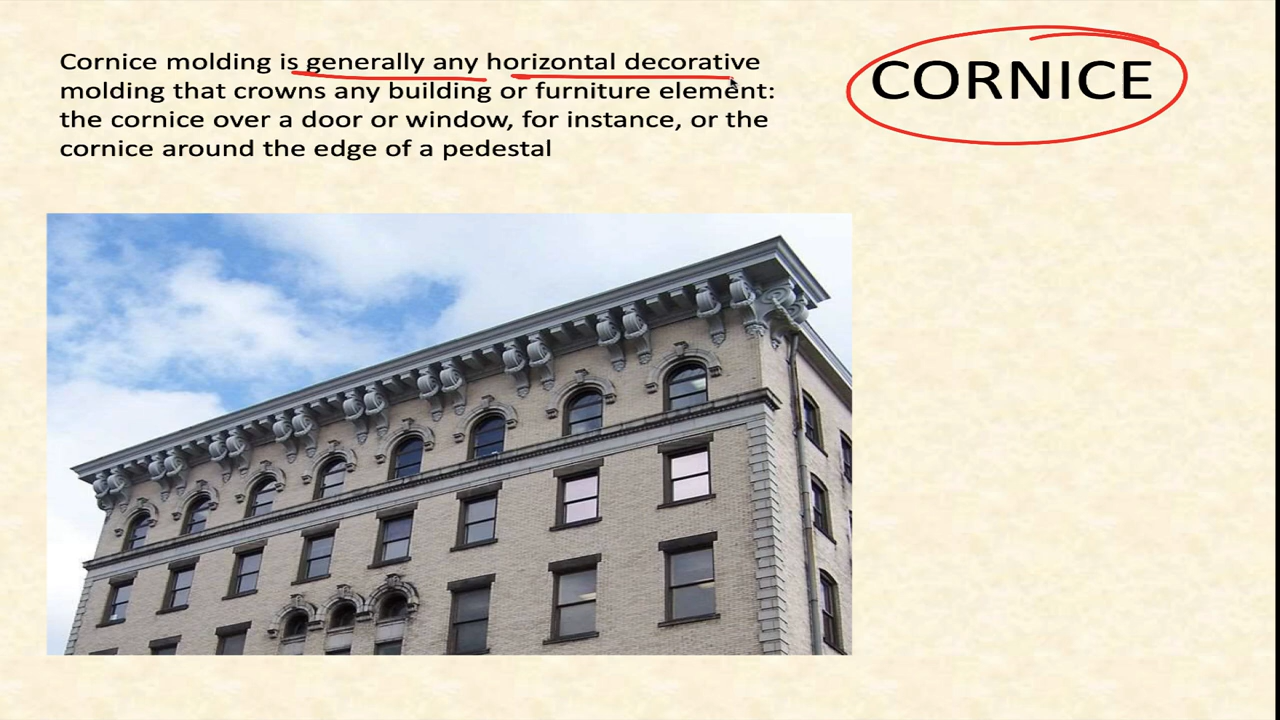 Cornice molding is generally any horizontal decorative
molding that crowns any building or furniture element:
the cornice over a door or window, for instance, or the
cornice around the edge of a pedestal
CORNICE